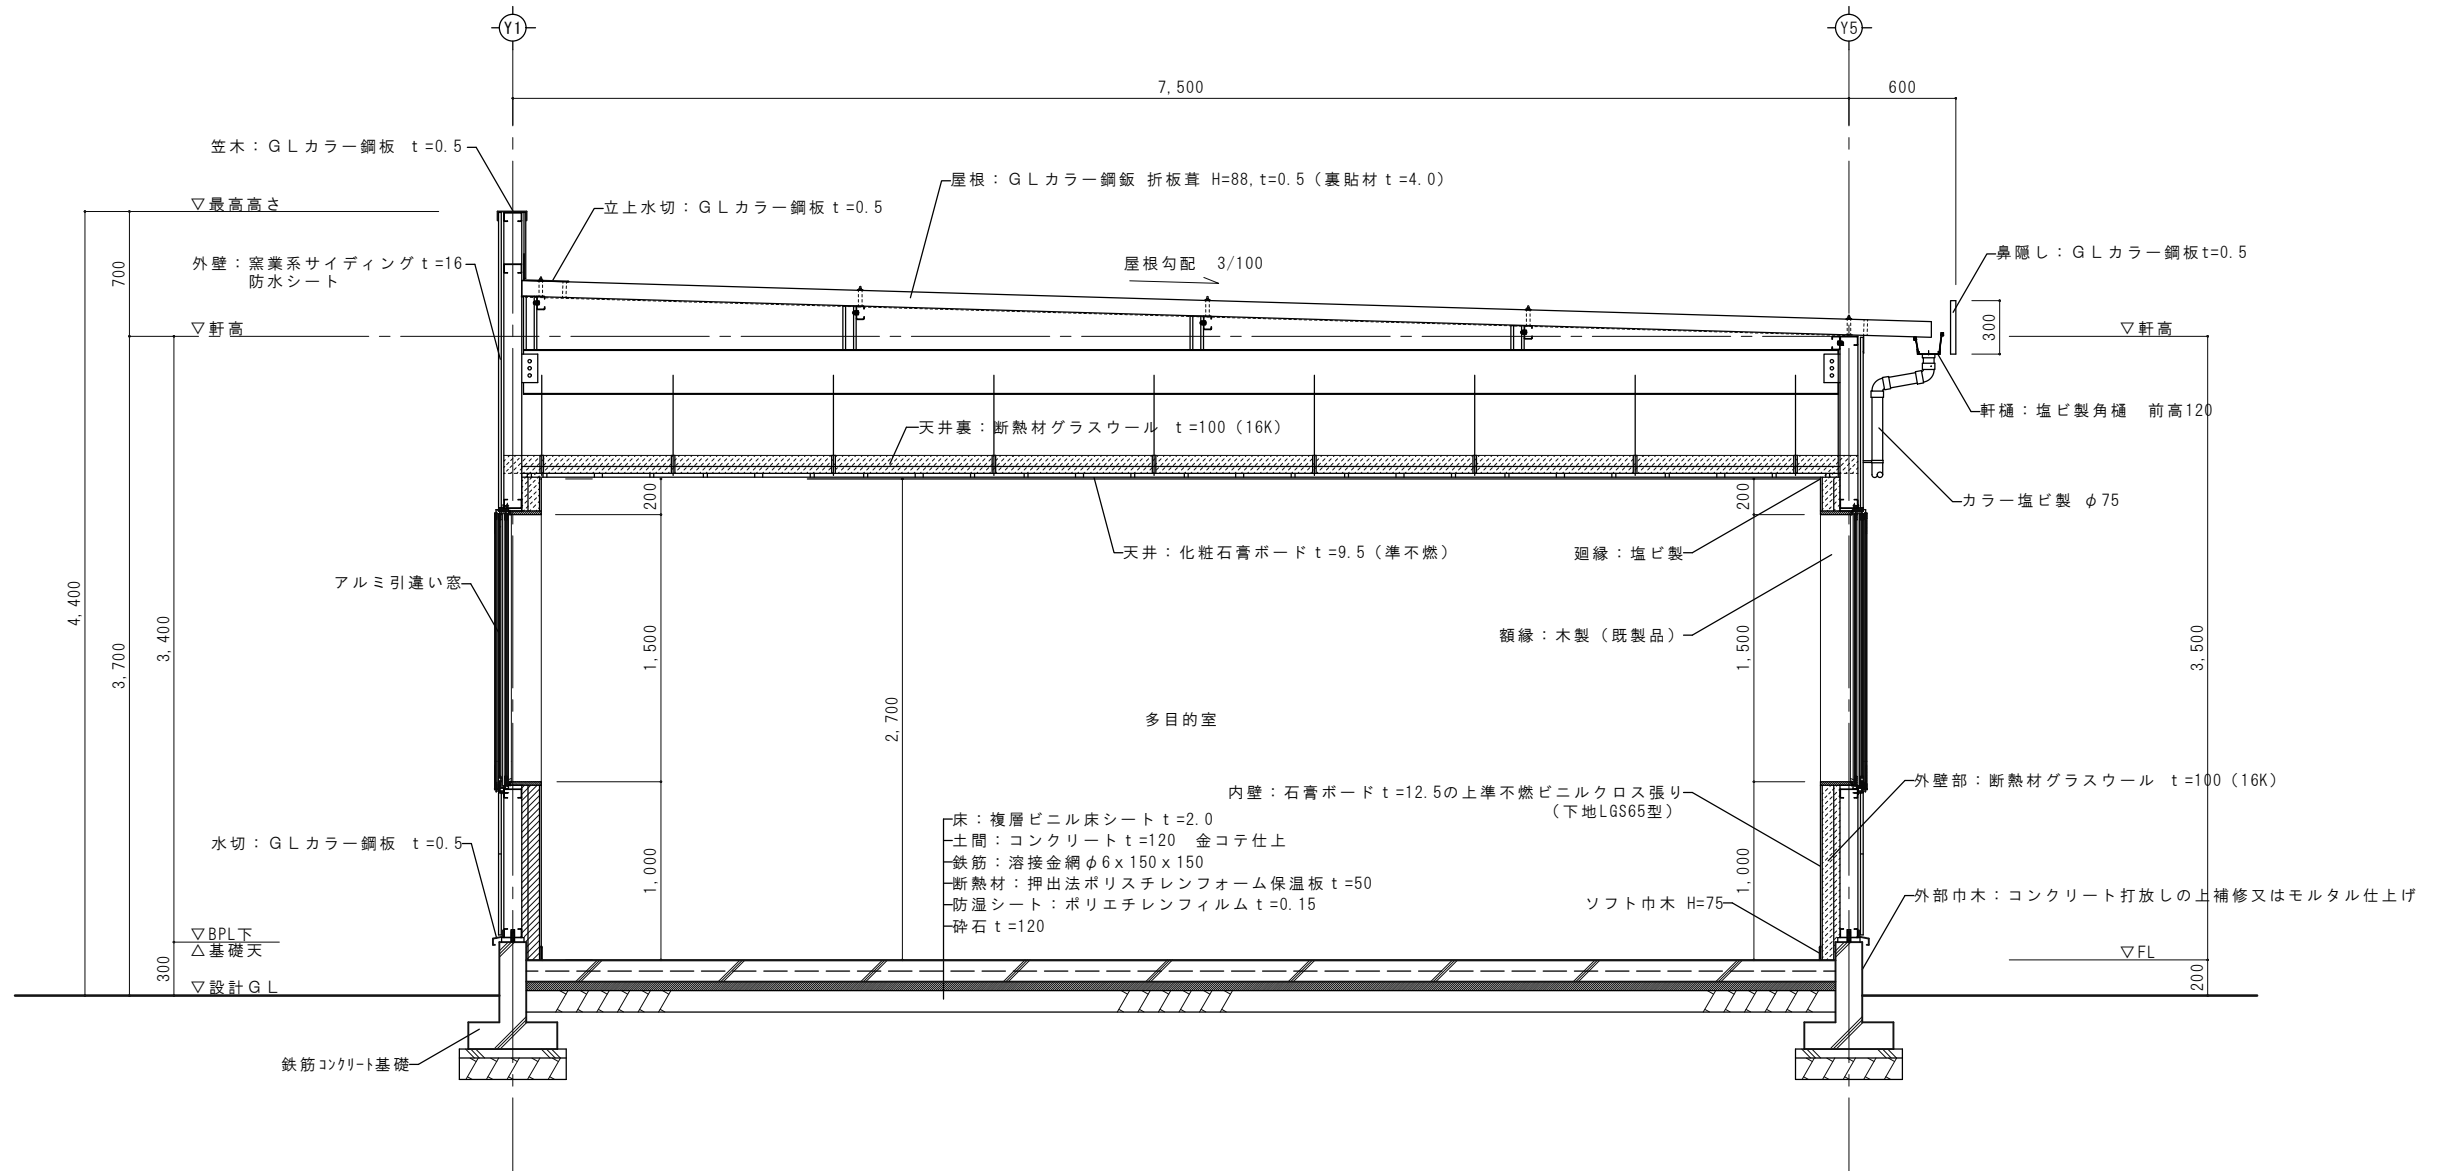 Y1
Y5
7,500
600
笠木：ＧＬカラー鋼板 t=0.5
屋根：ＧＬカラー鋼鈑 折板葺 H=88,t=0.5（裏貼材t=4.0）
▽最高高さ
立上水切：ＧＬカラー鋼板t=0.5
外壁：窯業系サイディングt=16
防水シート
屋根勾配 3/100
鼻隠し：ＧＬカラー鋼板t=0.5
700
▽軒高
300
▽軒高
軒樋：塩ビ製角樋 前高120
天井裏：断熱材グラスウール t=100（16K）
200
200
カラー塩ビ製 φ75
天井：化粧石膏ボードt=9.5（準不燃）
廻縁：塩ビ製
アルミ引違い窓
4,400
3,700
3,400
1,500
額縁：木製（既製品）
1,500
3,500
2,700
多目的室
外壁部：断熱材グラスウール t=100（16K）
内壁：石膏ボードt=12.5の上準不燃ビニルクロス張り
（下地LGS65型）
床：複層ビニル床シートt=2.0
土間：コンクリートt=120 金コテ仕上
鉄筋：溶接金網φ6x150x150
断熱材：押出法ポリスチレンフォーム保温板t=50
防湿シート：ポリエチレンフィルムt=0.15
砕石t=120
水切：ＧＬカラー鋼板 t=0.5
1,000
1,000
ソフト巾木 H=75
外部巾木：コンクリート打放しの上補修又はモルタル仕上げ
▽BPL下
△基礎天
▽FL
300
200
▽設計ＧＬ
鉄筋ｺﾝｸﾘｰﾄ基礎